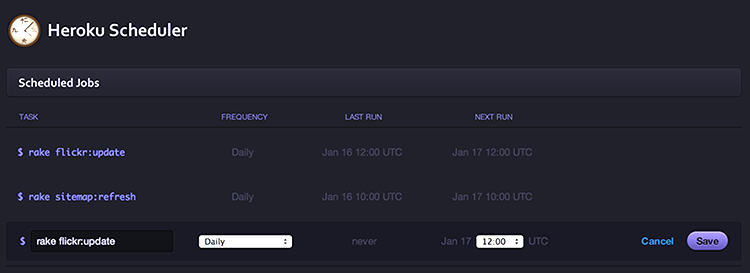 Heroku Scheduler
Scheduled Jobs
TASK FREQUENCY LAST RUN NEXT RUN
$ rake flickr:update Daily Jan 16 12:00 UTC Jan 17 12:00 UTC
$ rake sitemap:refresh Daily Jan 16 10:00 UTC Jan 17 10:00 UTC
$ rake flickr:update Daily never Jan 17 12:00 UTC Cancel Save